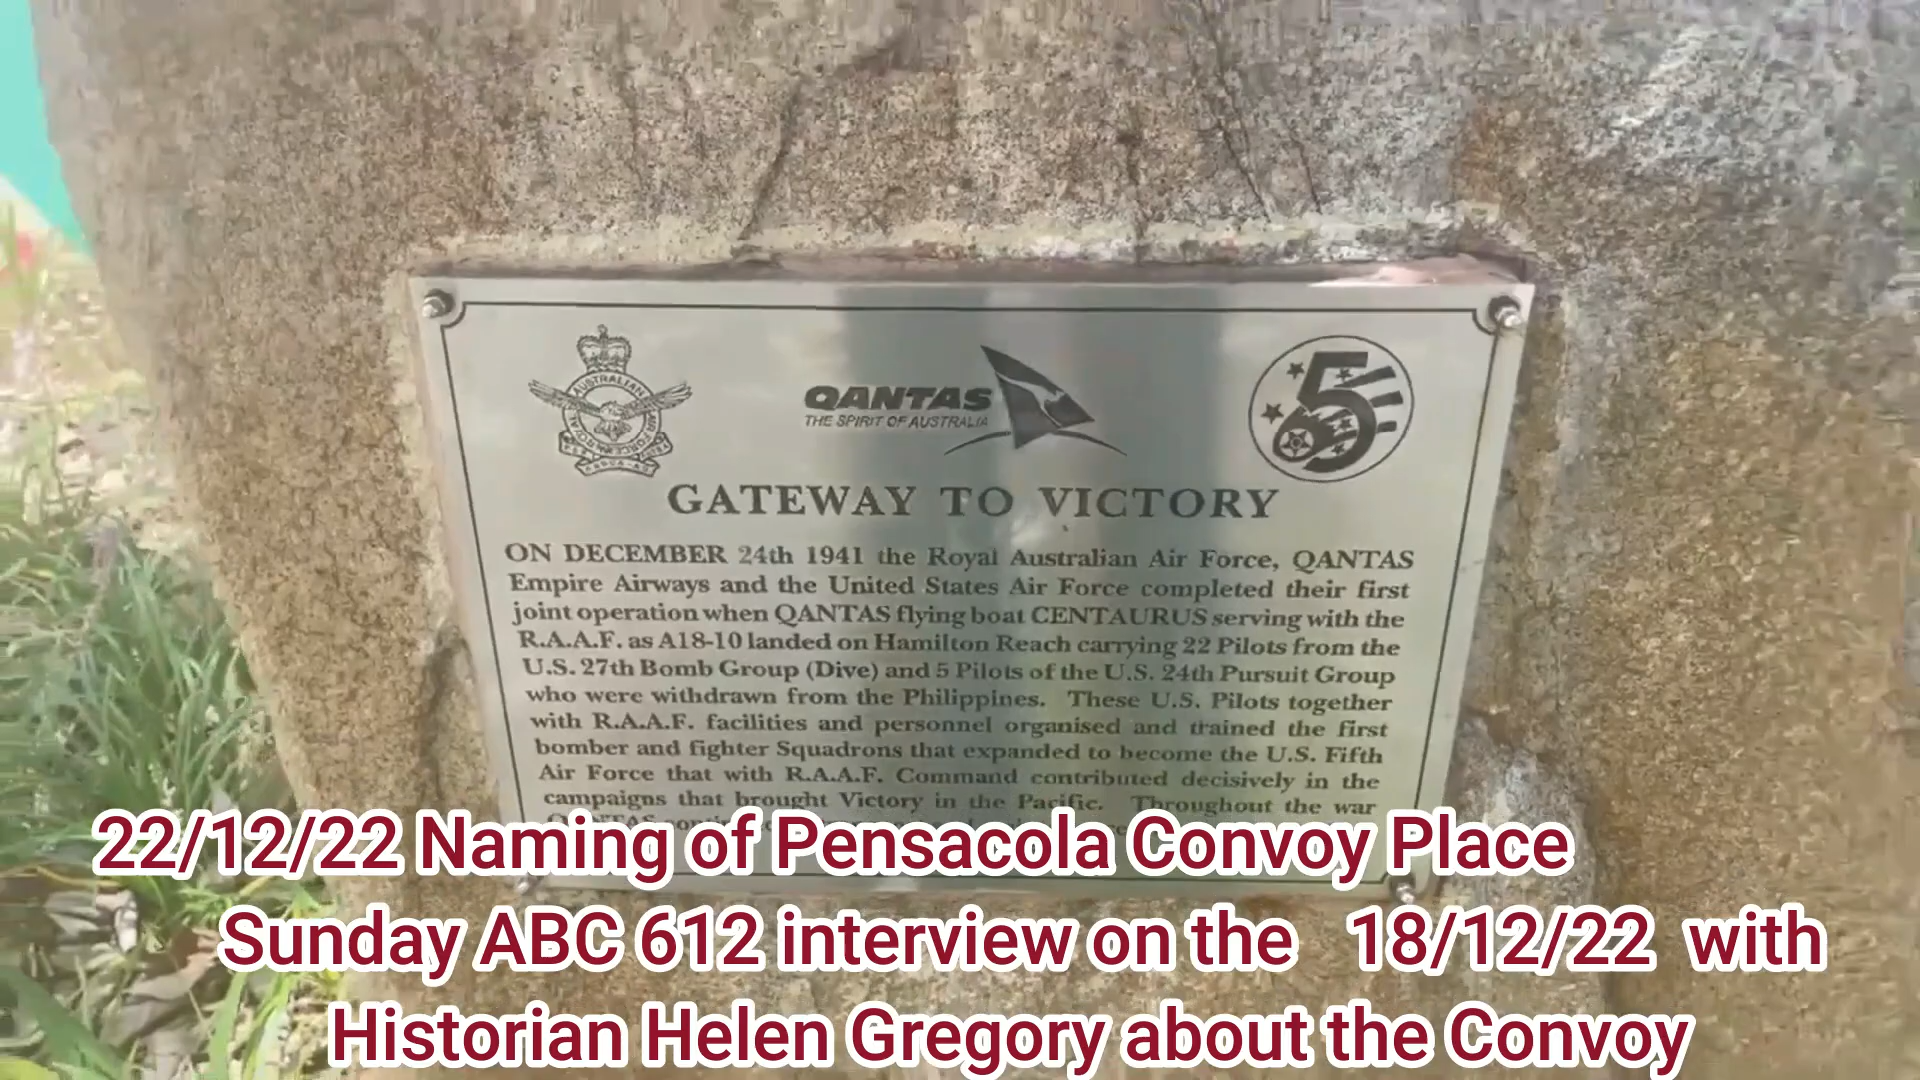 AUSTRALIAN
QANTAS
THE SPIRIT OF AUSTRALIA
5
GATEWAY TO VICTORY
ON DECEMBER 24th 1941 the Royal Australian Air Force, QANTAS
Empire Airways and the United States Air Force completed their first
joint operation when QANTAS flying boat CENTAURUS serving with the
R.A.A.F. as A18-10 landed on Hamilton Reach carrying 22 Pilots from the
U.S. 27th Bomb Group (Dive) and 5 Pilots of the U.S. 24th Pursuit Group
who were withdrawn from the Philippines. These U.S. Pilots together
with R.A.A.F. facilities and personnel organised and trained the first
bomber and fighter Squadrons that expanded to become the U.S. Fifth
Air Force that with R.A.A.F. Command contributed decisively in the
campaigns that brought Victory in the Pacific. Throughout the war
QANTAS
22/12/22 Naming of Pensacola Convoy Place
Sunday ABC 612 interview on the 18/12/22 with
Historian Helen Gregory about the Convoy